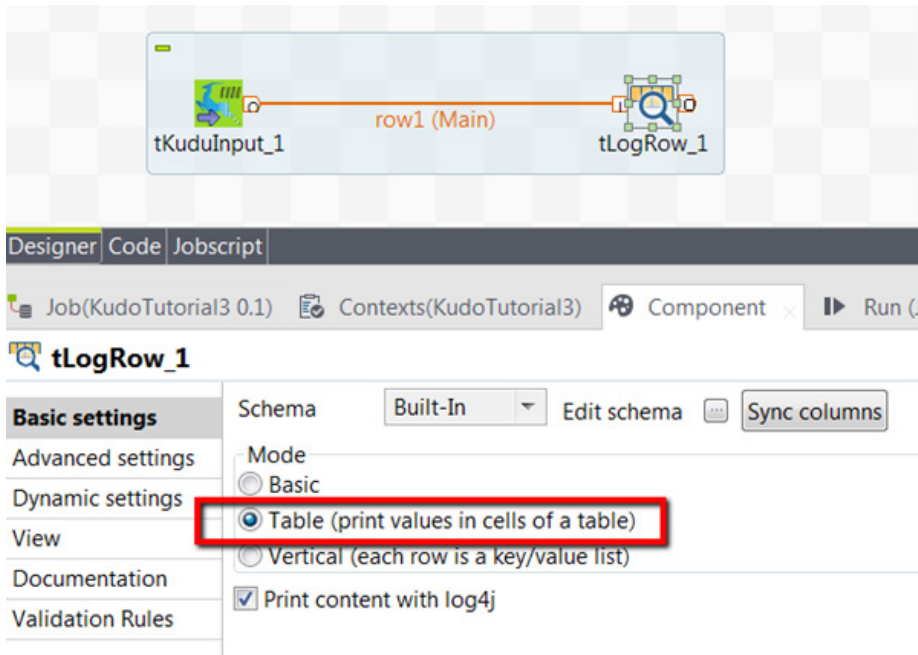 row1 (Main)
tKuduInput_1
tLogRow_1
Designer Code Jobscript
Job(KudoTutorial3 0.1) Contexts(KudoTutorial3) Component Run (
tLogRow_1
Basic settings
Advanced settings
Dynamic settings
View
Documentation
Validation Rules
Schema Built-In Edit schema ... Sync columns
Mode
Basic
Table (print values in cells of a table)
Vertical (each row is a key/value list)
Print content with log4j